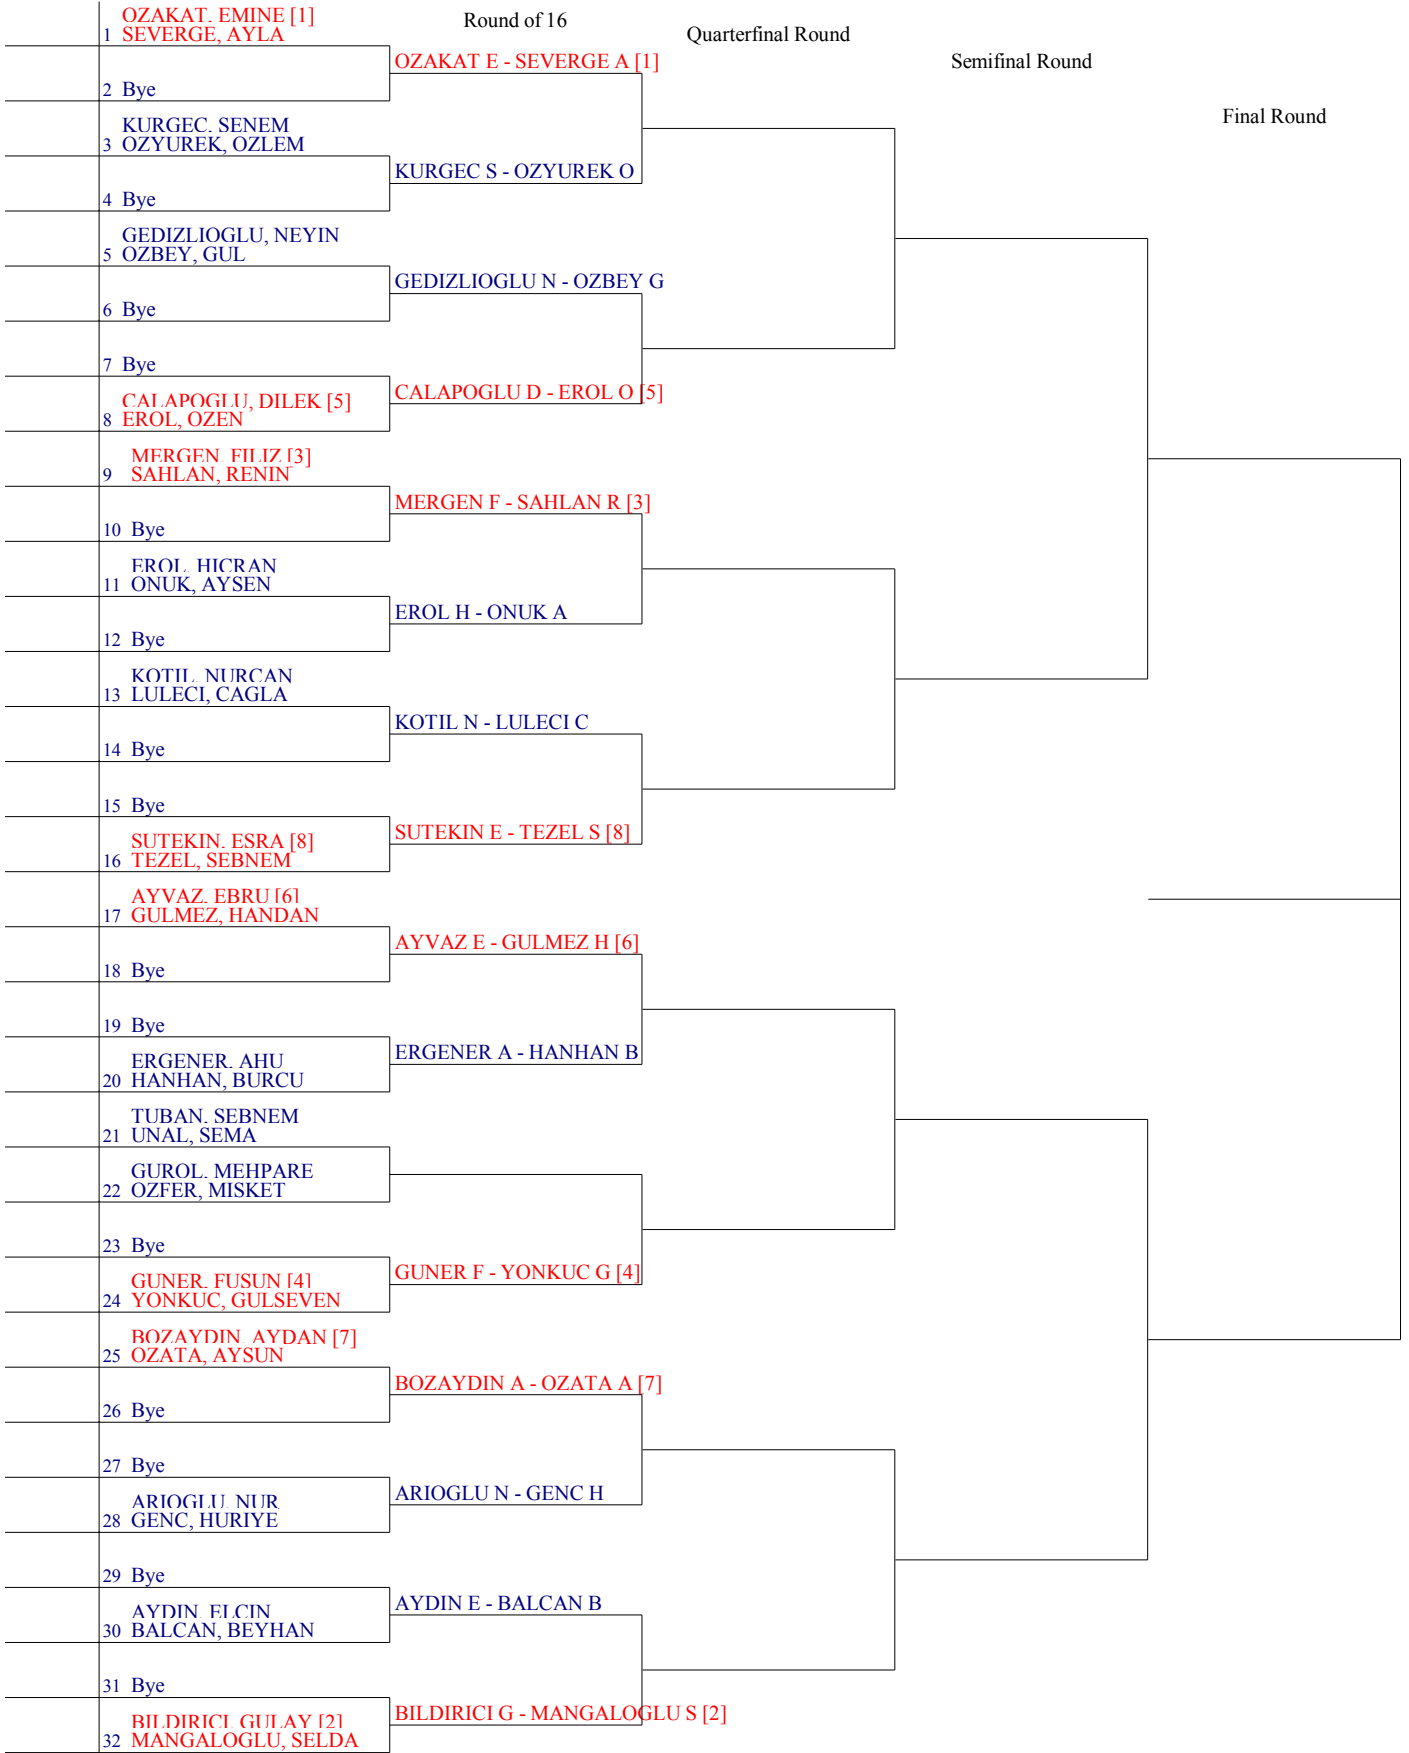 Round of 16
Quarterfinal Round
Semifinal Round
Final Round
OZAKAT, EMINE [1]
1 SEVERGE, AYLA
OZAKAT E - SEVERGE A [1]
2 Bye
KURGEC, SENEM
3 OZYUREK, OZLEM
KURGEC S - OZYUREK O
4 Bye
GEDIZLIOGLU, NEYIN
5 OZBEY, GUL
GEDIZLIOGLU N - OZBEY G
6 Bye
7 Bye
CALAPOGLU D - EROL O [5]
CALAPOGLU, DILEK [5]
8 EROL, OZEN
MERGEN, FILIZ [3]
9 SAHLAN, RENIN
MERGEN F - SAHLAN R [3]
10 Bye
EROL, HICRAN
11 ONUK, AYSEN
EROL H - ONUK A
12 Bye
KOTIL, NURCAN
13 LULECI, CAGLA
KOTIL N - LULECI C
14 Bye
15 Bye
SUTEKIN E - TEZEL S [8]
SUTEKIN, ESRA [8]
16 TEZEL, SEBNEM
AYVAZ, EBRU [6]
17 GULMEZ, HANDAN
AYVAZ E - GULMEZ H [6]
18 Bye
19 Bye
ERGENER A - HANHAN B
ERGENER, AHU
20 HANHAN, BURCU
TUBAN, SEBNEM
21 UNAL, SEMA
GUROL, MEHPARE
22 OZFER, MISKET
23 Bye
GUNER F - YONKUC G [4]
GUNER, FUSUN [4]
24 YONKUC, GULSEVEN
BOZAYDIN, AYDAN [7]
25 OZATA, AYSUN
BOZAYDIN A - OZATA A [7]
26 Bye
27 Bye
ARIOGLU N - GENC H
ARIOGLU, NUR
28 GENC, HURIYE
29 Bye
AYDIN E - BALCAN B
AYDIN, ELCIN
30 BALCAN, BEYHAN
31 Bye
BILDIRICI G - MANGALOGLU S [2]
BILDIRICI, GULAY [2]
32 MANGALOGLU, SELDA